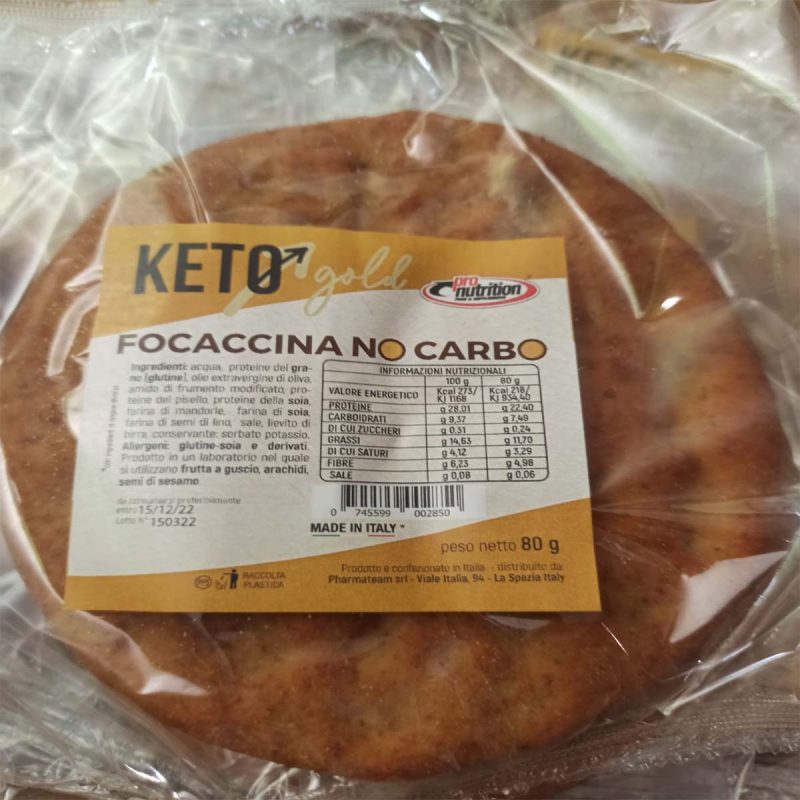 KETO gold
pro nutrition
FOCACCINA NO CARBO
Ingredienti: acqua, proteine del gra-
no (glutine), olio extravergine di oliva,
amido di frumento modificato, pro-
teine del pisello, proteine della soia,
farina di mandorle, farina di soia,
farina di semi di lino, sale, lievito di
birra, conservante: sorbato potassio.
Allergeni: glutine-soia e derivati.
Prodotto in un laboratorio nel quale
si utilizzano frutta a guscio, arachidi,
semi di sesamo
da consumarsi preferibilmente
entro 15/12/22
Lotto N° 150322
INFORMAZIONI NUTRIZIONALI
100 g 80 g
VALORE ENERGETICO Kcal 273/ KJ 1168 Kcal 218/ KJ 934,40
PROTEINE g 28,01 g 22,40
CARBOIDRATI g 9,37 g 7,49
DI CUI ZUCCHERI g 0,31 g 0,24
GRASSI g 14,63 g 11,70
DI CUI SATURI g 4,12 g 3,29
FIBRE g 6,23 g 4,98
SALE g 0,08 g 0,06
0 745599 002850
MADE IN ITALY *
peso netto 80 g
RACCOLTA
PLASTICA
Prodotto e confezionato in Italia - distribuito da:
Pharmateam srl - Viale Italia, 94 - La Spezia Italy
KETO